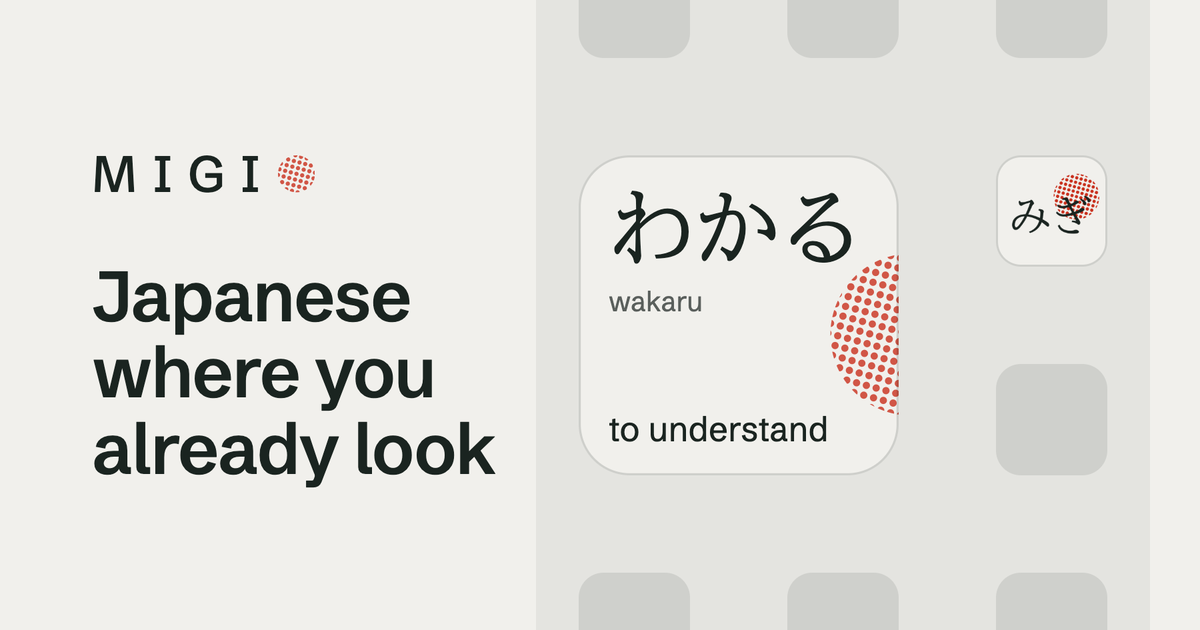 MIGI
Japanese
where you
already look
わかる
wakaru
to understand
みぎ